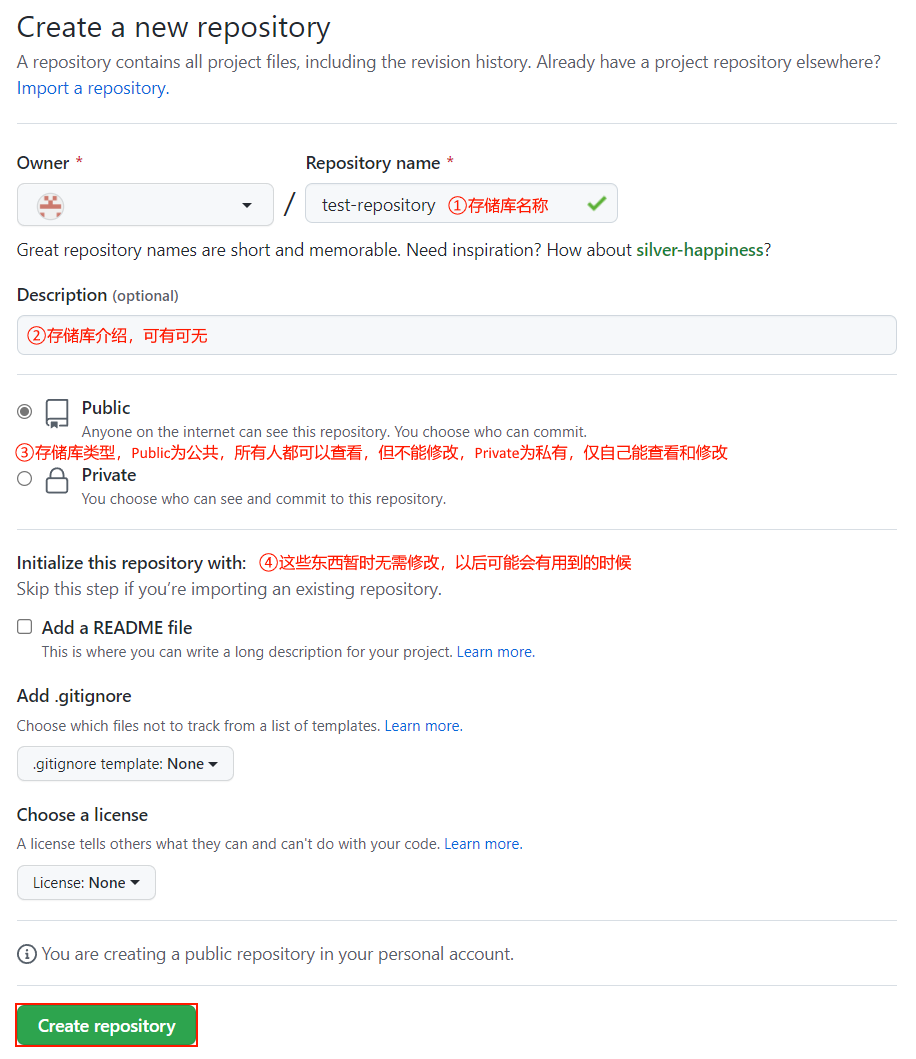 Create a new repository
A repository contains all project files, including the revision history. Already have a project repository elsewhere?
Import a repository.
Owner *
Repository name *
/
test-repository ①存储库名称
Great repository names are short and memorable. Need inspiration? How about silver-happiness?
Description (optional)
②存储库介绍，可有可无
Public
Anyone on the internet can see this repository. You choose who can commit.
③存储库类型，Public为公共，所有人都可以查看，但不能修改，Private为私有，仅自己能查看和修改
Private
You choose who can see and commit to this repository.
Initialize this repository with: ④这些东西暂时无需修改，以后可能会有用到的时候
Skip this step if you’re importing an existing repository.
Add a README file
This is where you can write a long description for your project. Learn more.
Add .gitignore
Choose which files not to track from a list of templates. Learn more.
.gitignore template: None
Choose a license
A license tells others what they can and can't do with your code. Learn more.
License: None
You are creating a public repository in your personal account.
Create repository